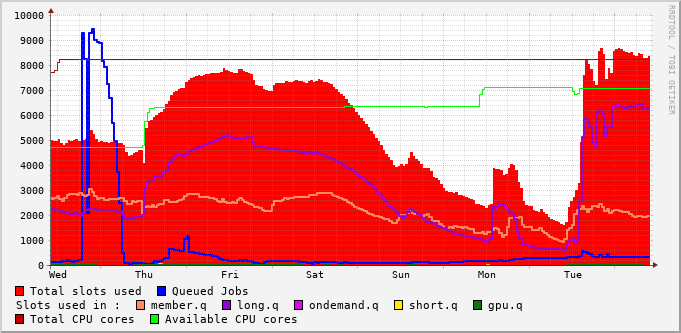 10000
9000
8000
7000
6000
5000
4000
3000
2000
1000
0
Wed Thu Fri Sat Sun Mon Tue
RRDTOOL / TOBI OETIKER
Total slots used Queued Jobs
Slots used in : member.q long.q ondemand.q short.q gpu.q
Total CPU cores Available CPU cores